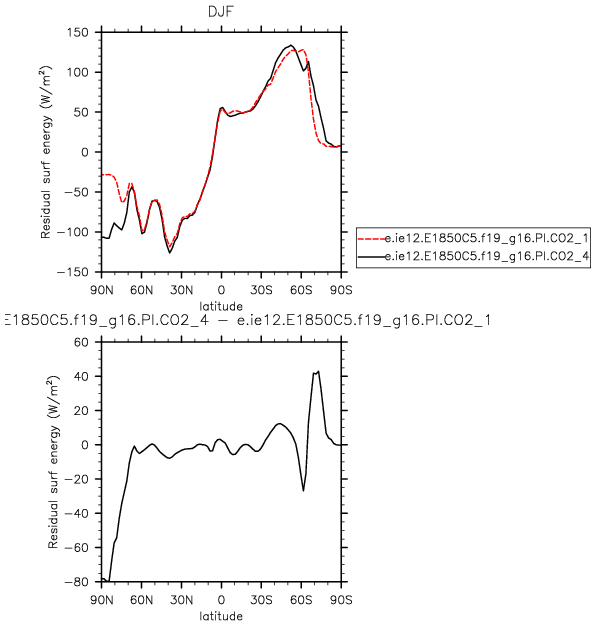 DJF
150
100
50
0
−50
−100
−150
Residual surf energy (W/m²)
90N 60N 30N 0 30S 60S 90S
latitude
e.ie12.E1850C5.f19_g16.PI.CO2_1
e.ie12.E1850C5.f19_g16.PI.CO2_4
E1850C5.f19_g16.PI.CO2_4 − e.ie12.E1850C5.f19_g16.PI.CO2_1
60
40
20
0
−20
−40
−60
−80
Residual surf energy (W/m²)
90N 60N 30N 0 30S 60S 90S
latitude